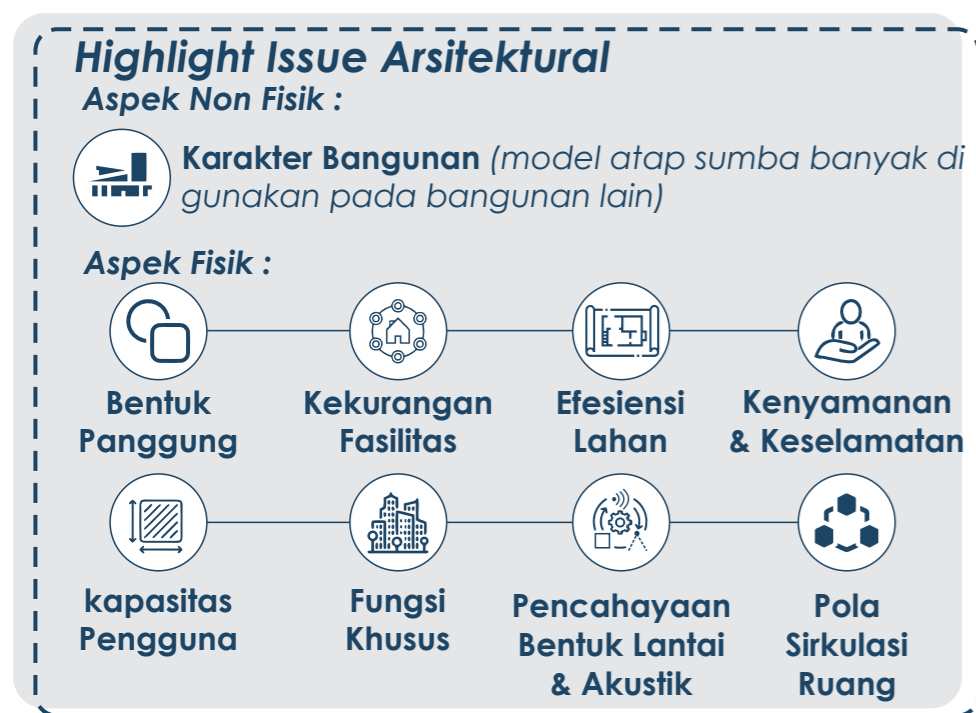 Highlight Issue Arsitektural
Aspek Non Fisik :
Karakter Bangunan (model atap sumba banyak di
gunakan pada bangunan lain)
Aspek Fisik :
Bentuk
Panggung
Kekurangan
Fasilitas
Efesiensi
Lahan
Kenyamanan
& Keselamatan
kapasitas
Pengguna
Fungsi
Khusus
Pencahayaan
Bentuk Lantai
& Akustik
Pola
Sirkulasi
Ruang